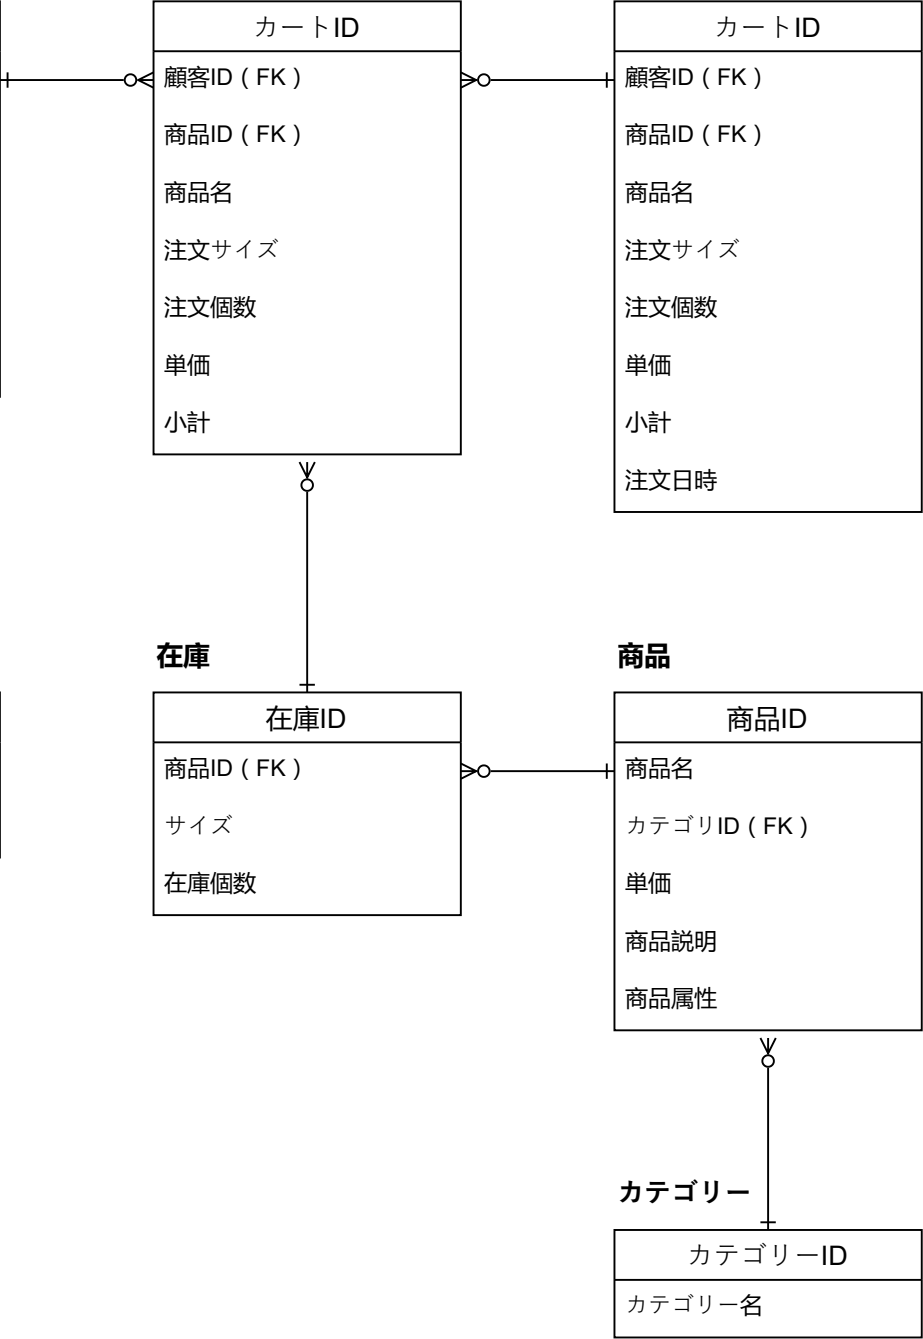 カートID
顧客ID ( FK )
商品ID ( FK )
商品名
注文サイズ
注文個数
単価
小計
カートID
顧客ID ( FK )
商品ID ( FK )
商品名
注文サイズ
注文個数
単価
小計
注文日時
在庫
在庫ID
商品ID ( FK )
サイズ
在庫個数
商品
商品ID
商品名
カテゴリID ( FK )
単価
商品説明
商品属性
カテゴリー
カテゴリーID
カテゴリー名